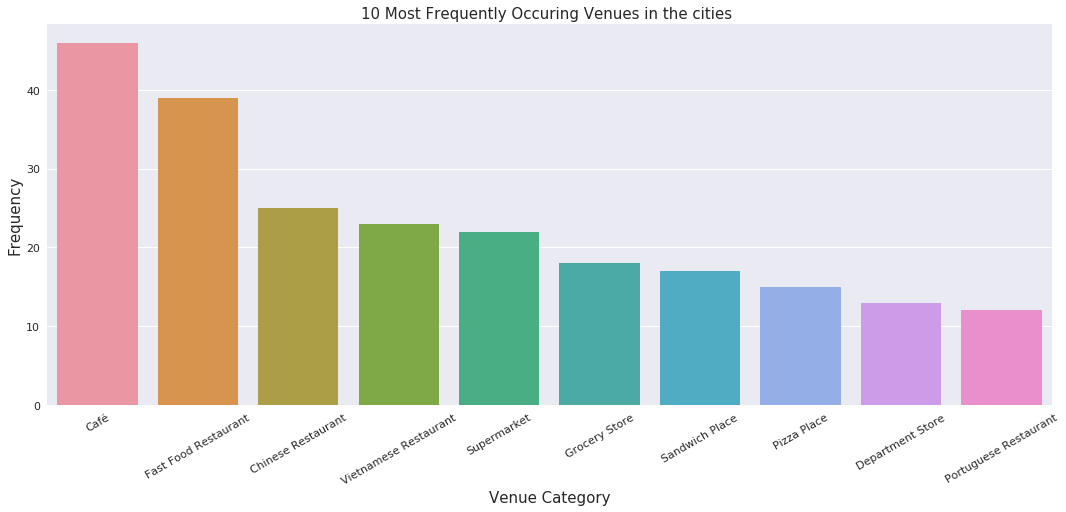 10 Most Frequently Occuring Venues in the cities
Frequency
40
30
20
10
0
Café
Fast Food Restaurant
Chinese Restaurant
Vietnamese Restaurant
Supermarket
Grocery Store
Sandwich Place
Pizza Place
Department Store
Portuguese Restaurant
Venue Category